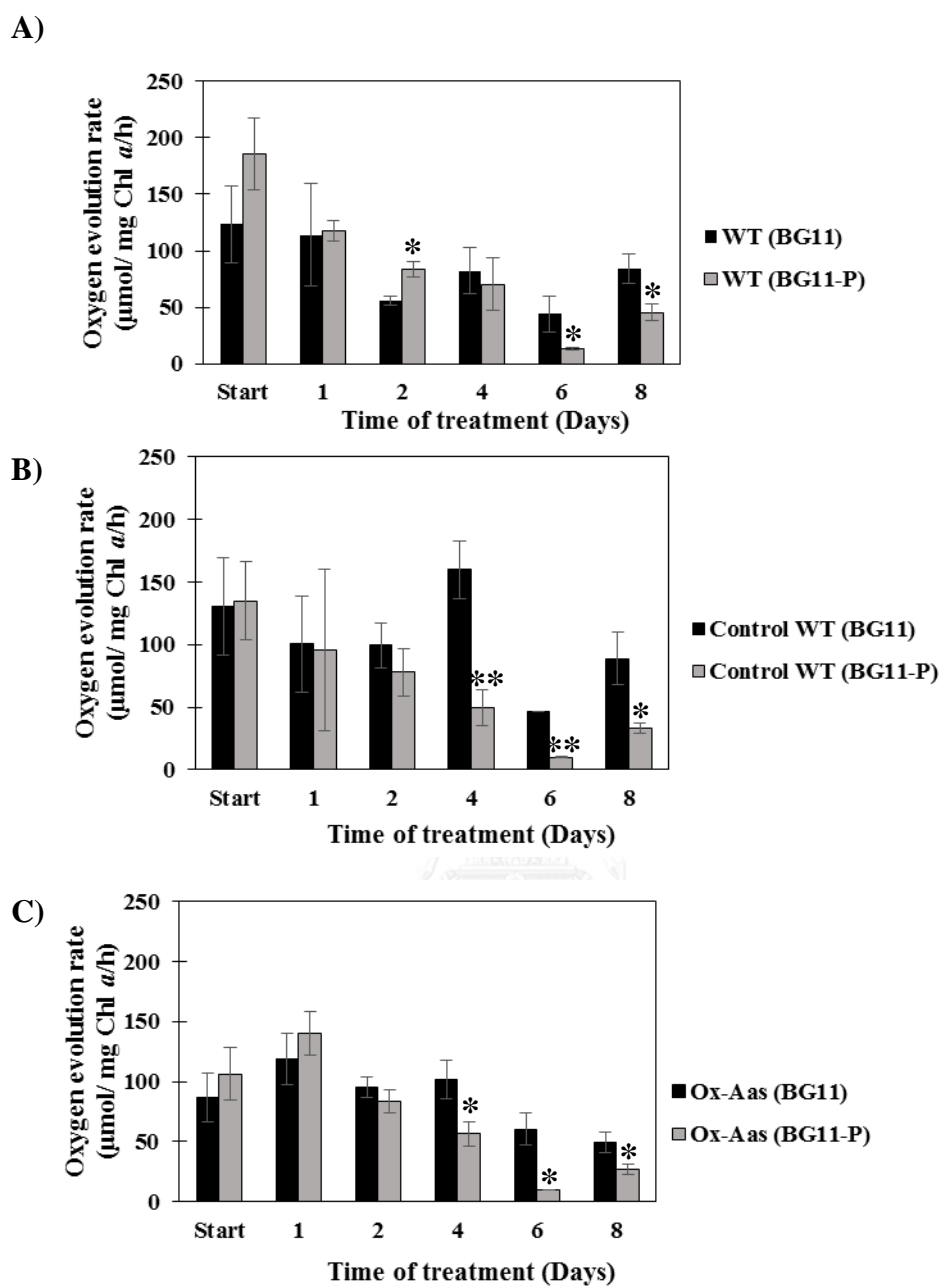 A)
Oxygen evolution rate
(µmol/ mg Chl a/h)
250
200
150
100
50
0
*
*
*
WT (BG11)
WT (BG11-P)
Start 1 2 4 6 8
Time of treatment (Days)
B)
Oxygen evolution rate
(µmol/ mg Chl a/h)
250
200
150
100
50
0
**
**
*
Control WT (BG11)
Control WT (BG11-P)
Start 1 2 4 6 8
Time of treatment (Days)
C)
Oxygen evolution rate
(µmol/ mg Chl a/h)
250
200
150
100
50
0
*
*
*
Ox-Aas (BG11)
Ox-Aas (BG11-P)
Start 1 2 4 6 8
Time of treatment (Days)